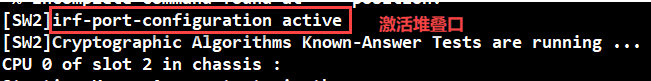 [SW2]irf-port-configuration active 激活堆叠口
[SW2]Cryptographic Algorithms Known-Answer Tests are running ...
CPU 0 of slot 2 in chassis :